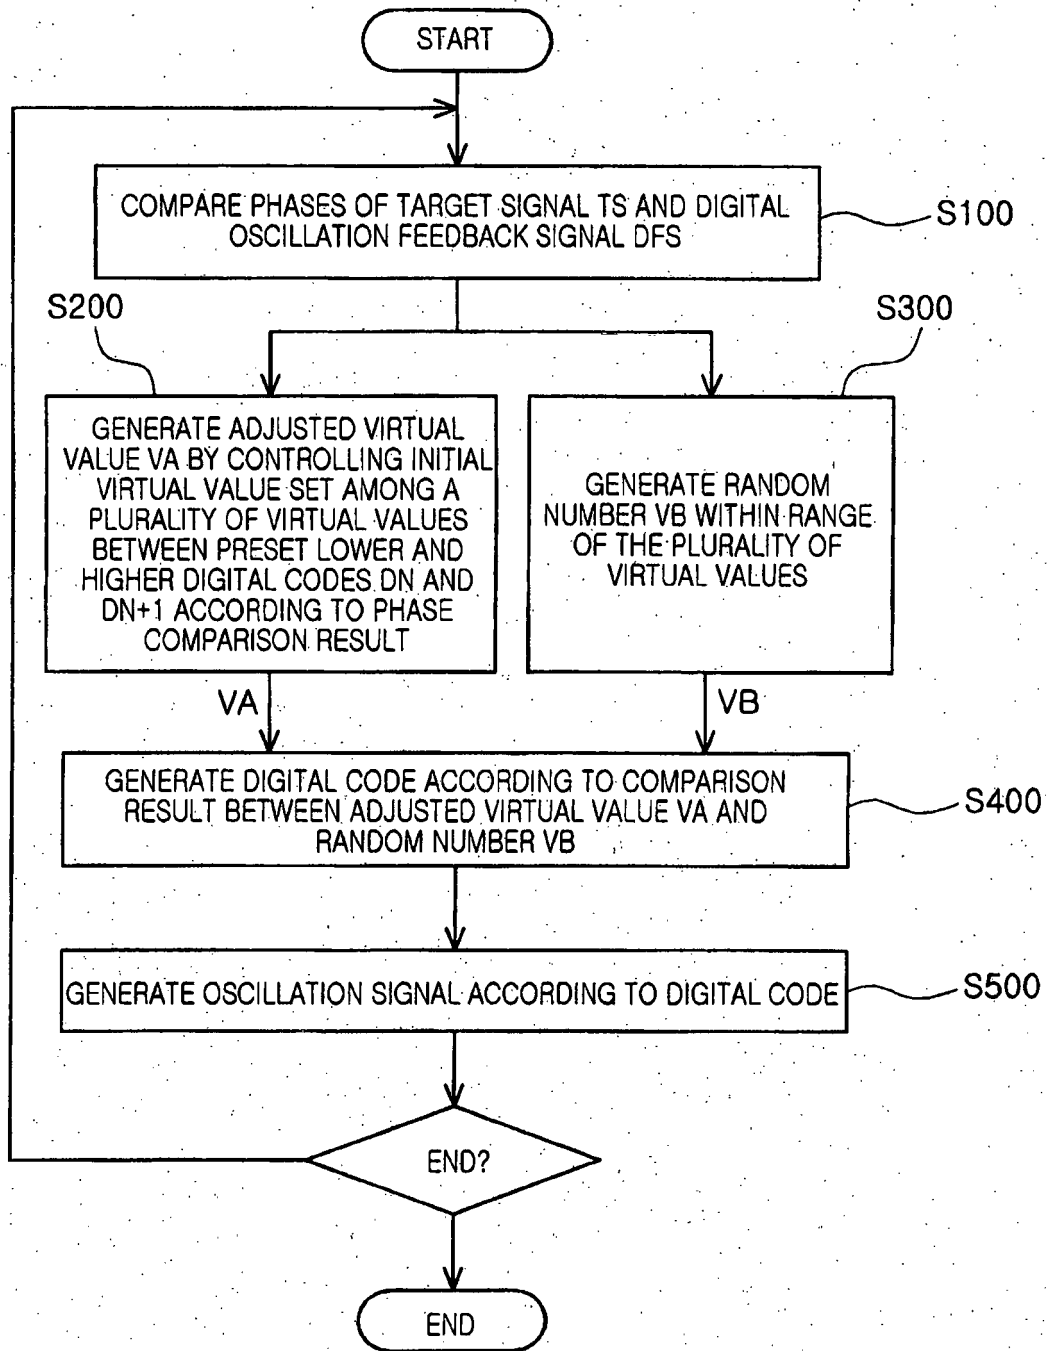 START
COMPARE PHASES OF TARGET SIGNAL TS AND DIGITAL
OSCILLATION FEEDBACK SIGNAL DFS
S100
S200
S300
GENERATE ADJUSTED VIRTUAL
VALUE VA BY CONTROLLING INITIAL
VIRTUAL VALUE SET AMONG A
PLURALITY OF VIRTUAL VALUES
BETWEEN PRESET LOWER AND
HIGHER DIGITAL CODES DN AND
DN+1 ACCORDING TO PHASE
COMPARISON RESULT
GENERATE RANDOM
NUMBER VB WITHIN RANGE
OF THE PLURALITY OF
VIRTUAL VALUES
VA
VB
GENERATE DIGITAL CODE ACCORDING TO COMPARISON
RESULT BETWEEN ADJUSTED VIRTUAL VALUE VA AND
RANDOM NUMBER VB
S400
GENERATE OSCILLATION SIGNAL ACCORDING TO DIGITAL CODE
S500
END?
END